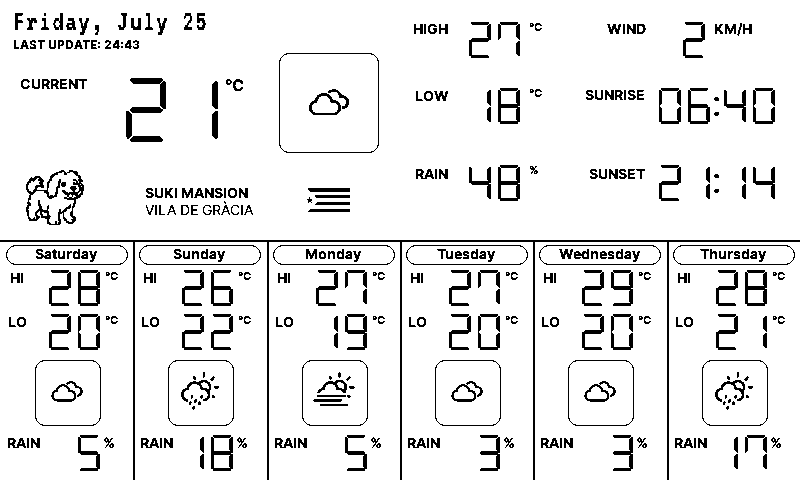 Friday, July 25
LAST UPDATE: 24:43
CURRENT 21 °C
HIGH 27 °C
LOW 18 °C
RAIN 48 %
WIND 2 KM/H
SUNRISE 06:40
SUNSET 21:14
SUKI MANSION
VILA DE GRÀCIA
Saturday
HI 28 °C
LO 20 °C
RAIN 5 %
Sunday
HI 26 °C
LO 22 °C
RAIN 18 %
Monday
HI 27 °C
LO 19 °C
RAIN 5 %
Tuesday
HI 27 °C
LO 20 °C
RAIN 3 %
Wednesday
HI 29 °C
LO 20 °C
RAIN 3 %
Thursday
HI 28 °C
LO 21 °C
RAIN 17 %